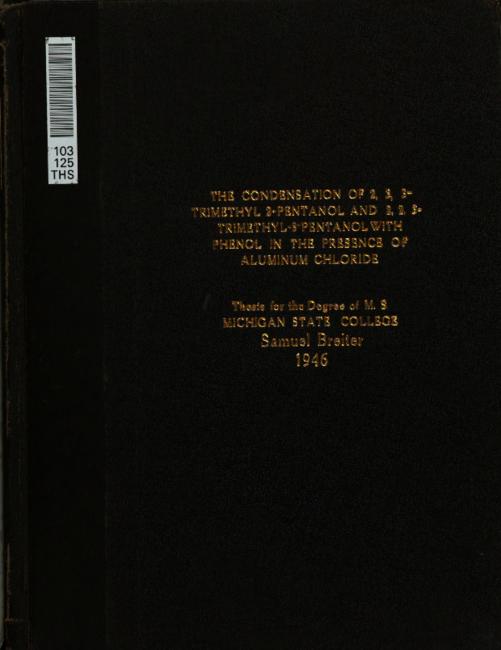 103
125
THS
THE CONDENSATION OF 2, 3, 3-
TRIMETHYL 2-PENTANOL AND 2, 2, 3-
TRIMETHYL-3-PENTANOL WITH
PHENOL IN THE PRESENCE OF
ALUMINUM CHLORIDE
Thesis for the Degree of M. S.
MICHIGAN STATE COLLEGE
Samuel Breiter
1946